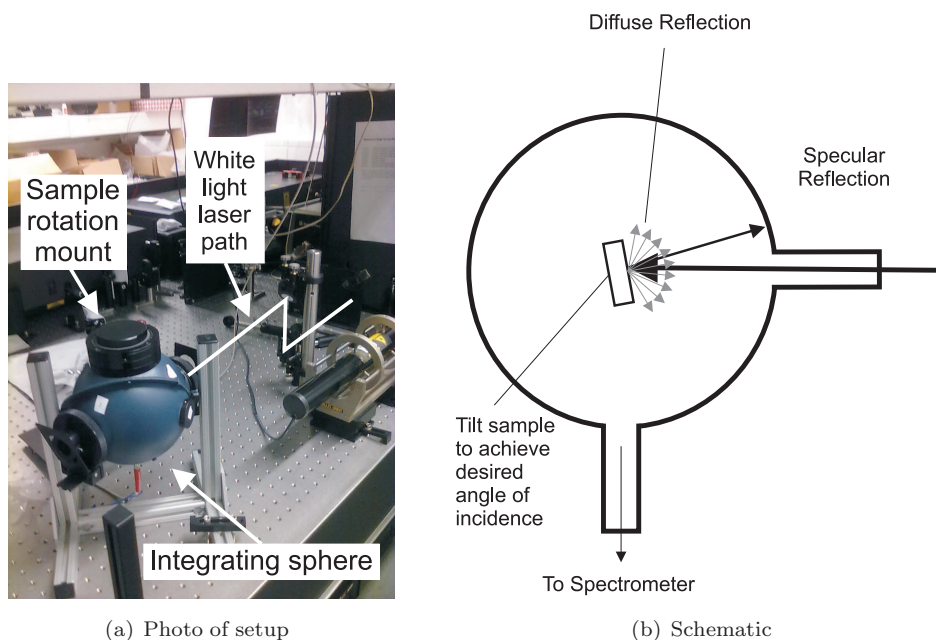 Sample
rotation
mount
White
light
laser
path
Integrating sphere
(a) Photo of setup
Diffuse Reflection
Specular
Reflection
Tilt sample
to achieve
desired
angle of
incidence
To Spectrometer
(b) Schematic